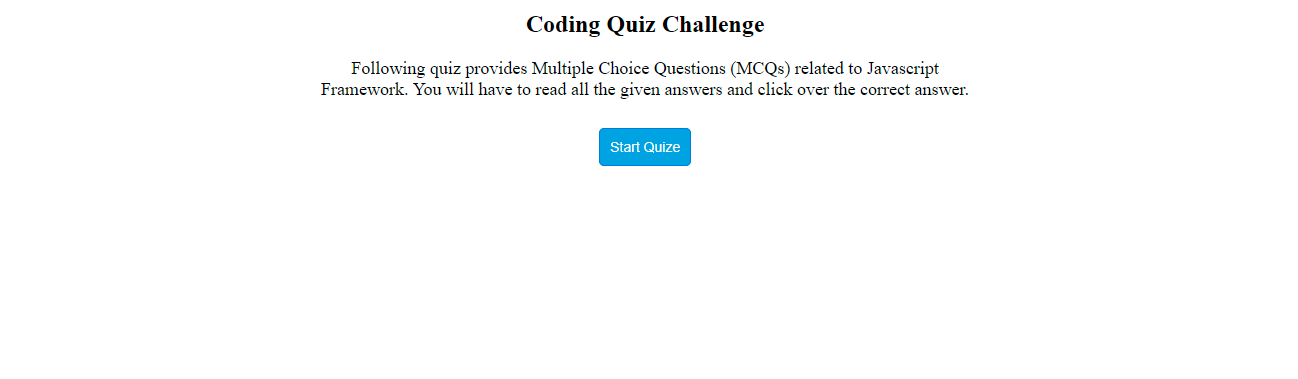 Coding Quiz Challenge
Following quiz provides Multiple Choice Questions (MCQs) related to Javascript
Framework. You will have to read all the given answers and click over the correct answer.
Start Quize